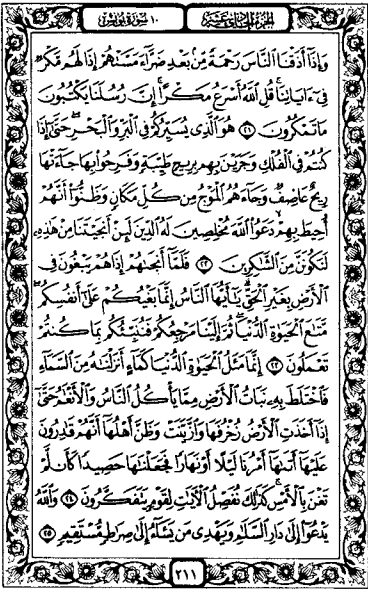 الجزء الحادي عشر
١٠ سورة يونس
وَإِذَآ أَذَقْنَا ٱلنَّاسَ رَحْمَةً مِّنۢ بَعْدِ ضَرَّآءَ مَسَّتْهُمْ إِذَا لَهُم مَّكْرٌ
فِىٓ ءَايَاتِنَا ۚ قُلِ ٱللَّهُ أَسْرَعُ مَكْرًا ۚ إِنَّ رُسُلَنَا يَكْتُبُونَ
مَا تَمْكُرُونَ ٢١ هُوَ ٱلَّذِى يُسَيِّرُكُمْ فِى ٱلْبَرِّ وَٱلْبَحْرِ ۖ حَتَّىٰٓ إِذَا
كُنتُمْ فِى ٱلْفُلْكِ وَجَرَيْنَ بِهِم بِرِيحٍ طَيِّبَةٍ وَفَرِحُوا۟ بِهَا جَآءَتْهَا
رِيحٌ عَاصِفٌ وَجَآءَهُمُ ٱلْمَوْجُ مِن كُلِّ مَكَانٍ وَظَنُّوٓا۟ أَنَّهُمْ
أُحِيطَ بِهِمْ ۙ دَعَوُا۟ ٱللَّهَ مُخْلِصِينَ لَهُ ٱلدِّينَ لَئِنْ أَنجَيْتَنَا مِنْ هَٰذِهِۦ
لَنَكُونَنَّ مِنَ ٱلشَّٰكِرِينَ ٢٢ فَلَمَّآ أَنجَىٰهُمْ إِذَا هُمْ يَبْغُونَ فِى
ٱلْأَرْضِ بِغَيْرِ ٱلْحَقِّ ۗ يَٰٓأَيُّهَا ٱلنَّاسُ إِنَّمَا بَغْيُكُمْ عَلَىٰٓ أَنفُسِكُم ۖ
مَّتَٰعَ ٱلْحَيَوٰةِ ٱلدُّنْيَا ۖ ثُمَّ إِلَيْنَا مَرْجِعُكُمْ فَنُنَبِّئُكُم بِمَا كُنتُمْ
تَعْمَلُونَ ٢٣ إِنَّمَا مَثَلُ ٱلْحَيَوٰةِ ٱلدُّنْيَا كَمَآءٍ أَنزَلْنَٰهُ مِنَ ٱلسَّمَآءِ
فَٱخْتَلَطَ بِهِۦ نَبَاتُ ٱلْأَرْضِ مِمَّا يَأْكُلُ ٱلنَّاسُ وَٱلْأَنْعَٰمُ حَتَّىٰٓ
إِذَآ أَخَذَتِ ٱلْأَرْضُ زُخْرُفَهَا وَٱزَّيَّنَتْ وَظَنَّ أَهْلُهَآ أَنَّهُمْ قَٰدِرُونَ
عَلَيْهَآ أَتَىٰهَآ أَمْرُنَا لَيْلًا أَوْ نَهَارًا فَجَعَلْنَٰهَا حَصِيدًا كَأَن لَّمْ
تَغْنَ بِٱلْأَمْسِ ۚ كَذَٰلِكَ نُفَصِّلُ ٱلْآيَٰتِ لِقَوْمٍ يَتَفَكَّرُونَ ٢٤ وَٱللَّهُ
يَدْعُوٓا۟ إِلَىٰ دَارِ ٱلسَّلَٰمِ وَيَهْدِى مَن يَشَآءُ إِلَىٰ صِرَٰطٍ مُّسْتَقِيمٍ ٢٥
٢١١